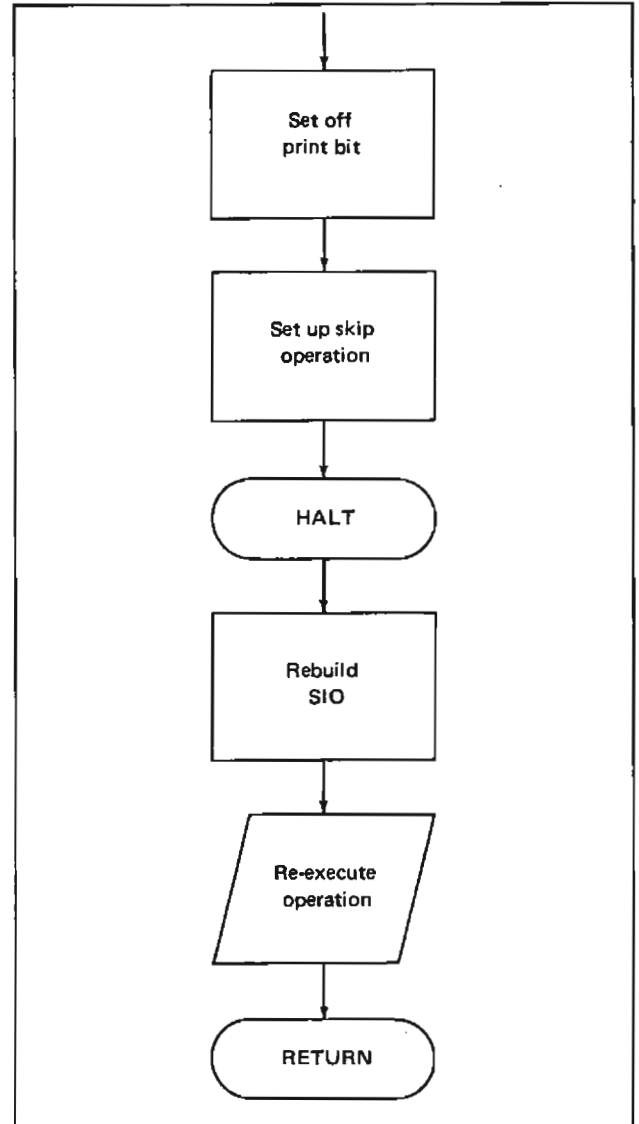 Set off
print bit
Set up skip
operation
HALT
Rebuild
SIO
Re-execute
operation
RETURN